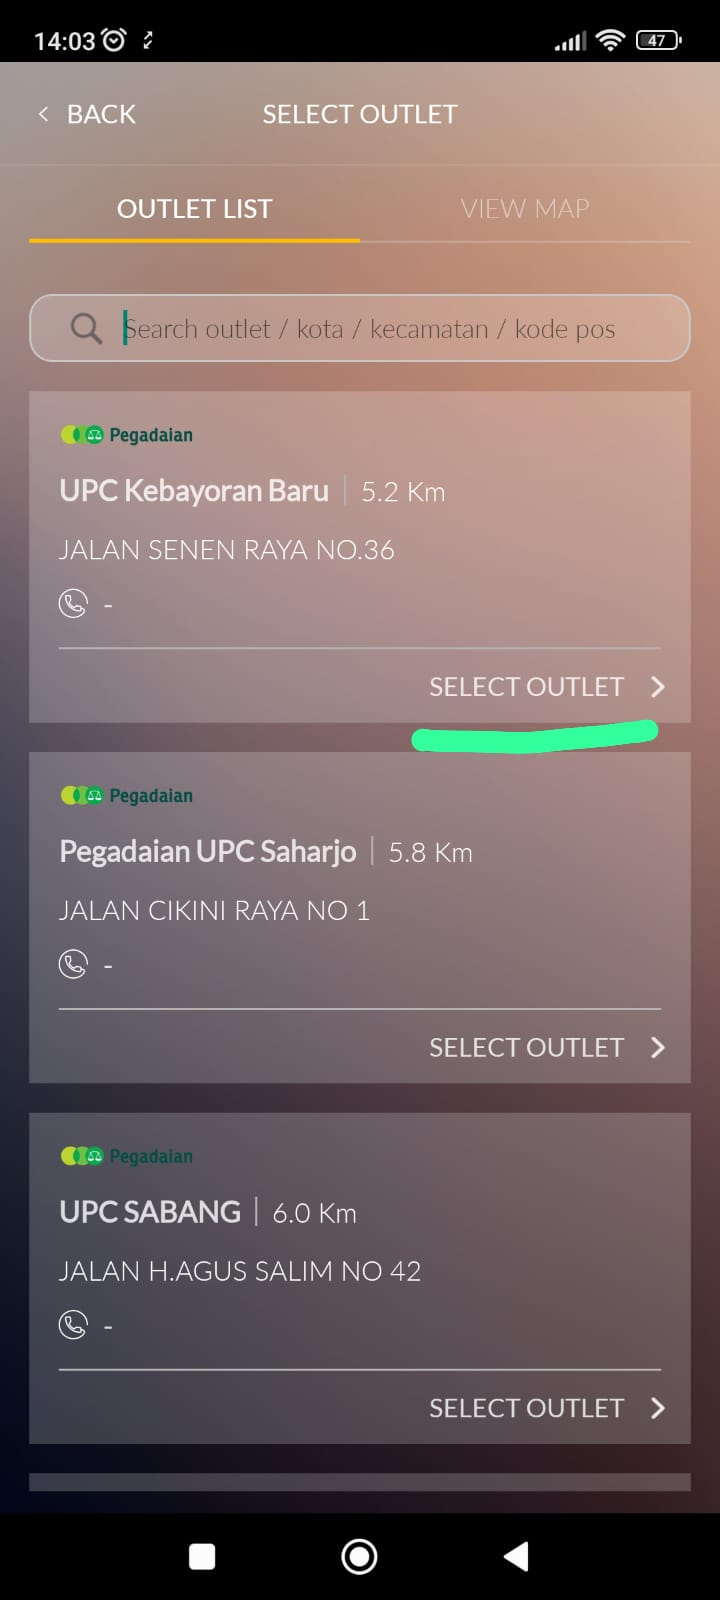 14:03
47
BACK
SELECT OUTLET
OUTLET LIST
VIEW MAP
Search outlet / kota / kecamatan / kode pos
Pegadaian
UPC Kebayoran Baru | 5.2 Km
JALAN SENEN RAYA NO.36
-
SELECT OUTLET
Pegadaian
Pegadaian UPC Saharjo | 5.8 Km
JALAN CIKINI RAYA NO 1
-
SELECT OUTLET
Pegadaian
UPC SABANG | 6.0 Km
JALAN H.AGUS SALIM NO 42
-
SELECT OUTLET